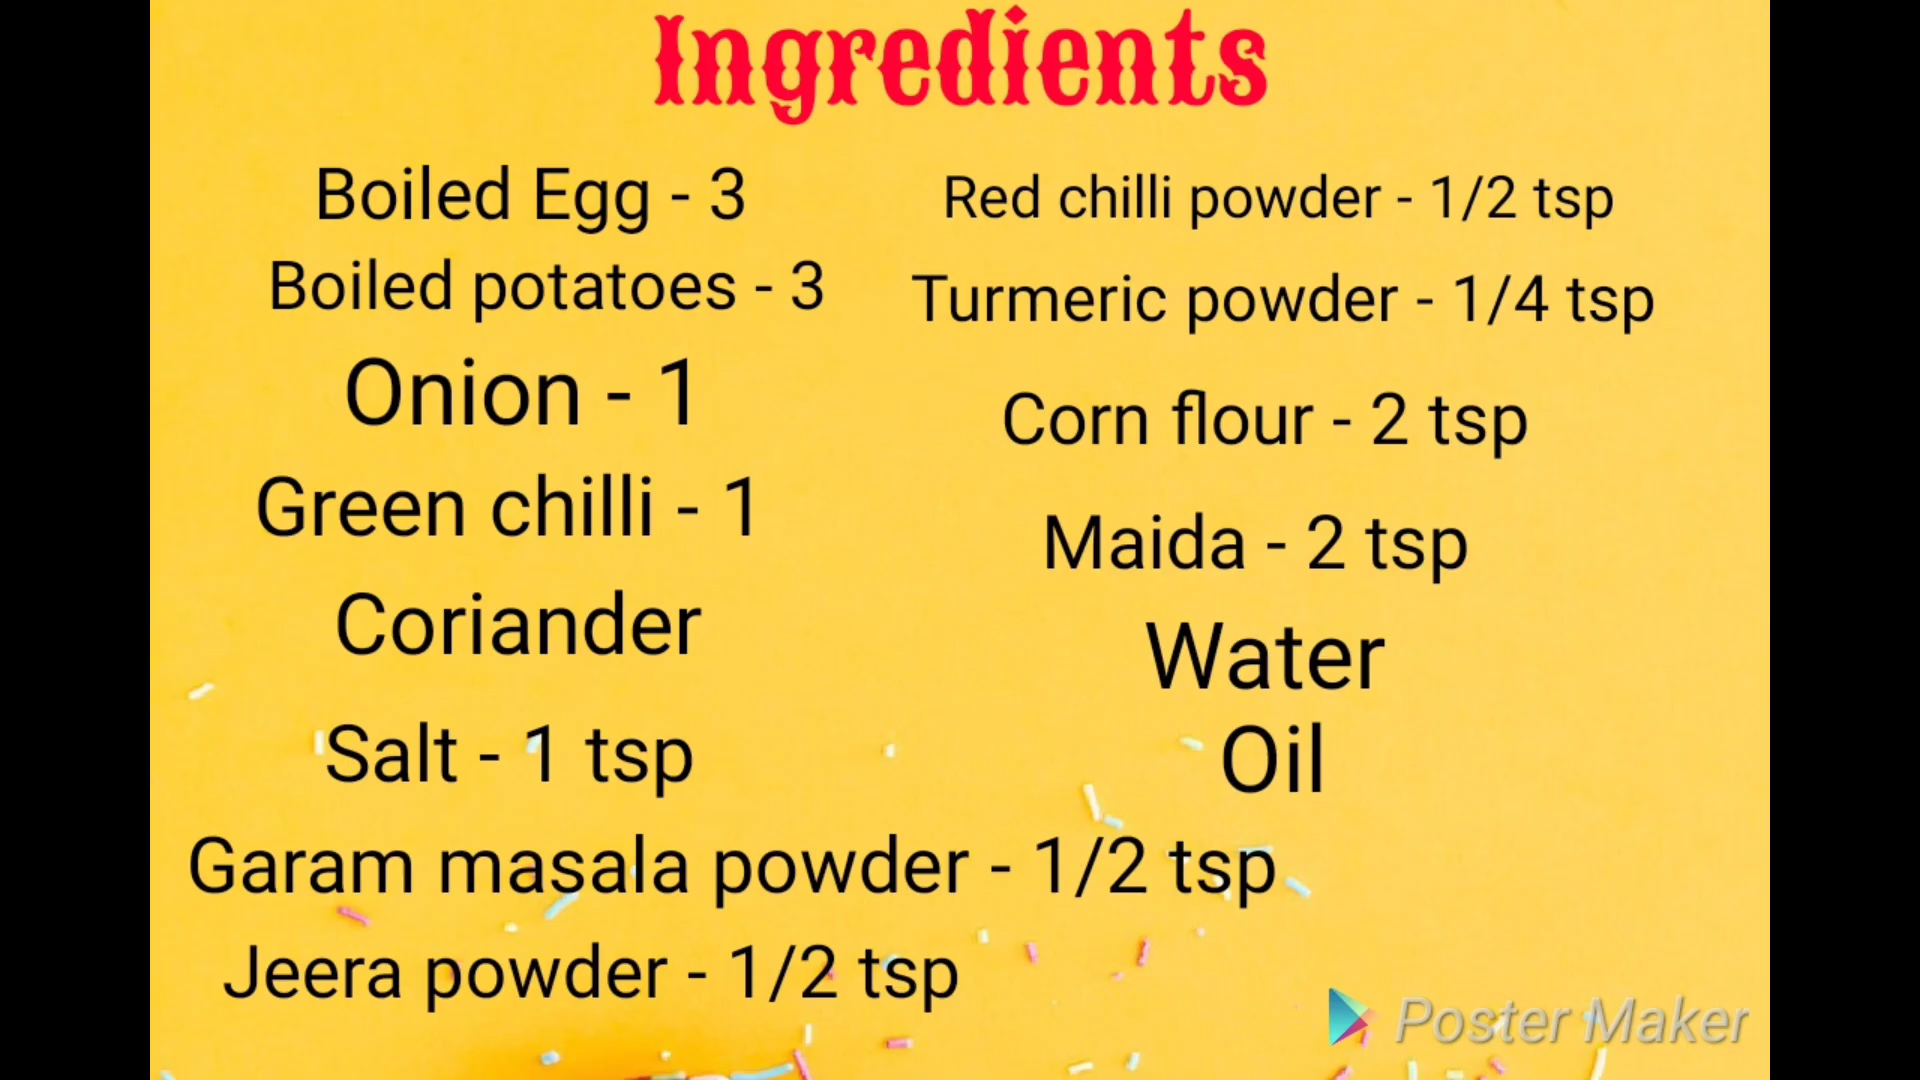 Ingredients
Boiled Egg - 3
Boiled potatoes - 3
Onion - 1
Green chilli - 1
Coriander
Salt - 1 tsp
Garam masala powder - 1/2 tsp
Jeera powder - 1/2 tsp
Red chilli powder - 1/2 tsp
Turmeric powder - 1/4 tsp
Corn flour - 2 tsp
Maida - 2 tsp
Water
Oil
Poster Maker